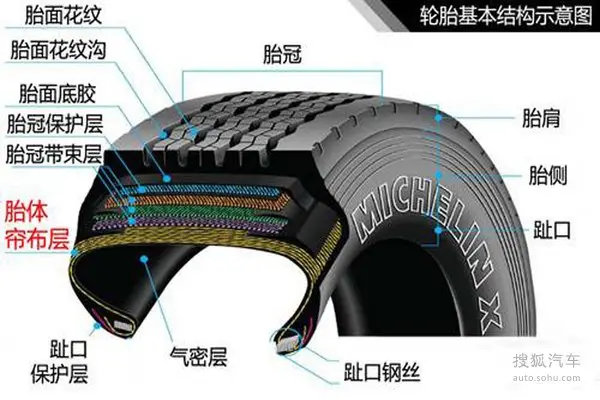 轮胎基本结构示意图
胎面花纹
胎面花纹沟
胎冠
胎面底胶
胎冠保护层
胎冠带束层
胎体
帘布层
胎肩
胎侧
趾口
MICHELIN X
趾口
保护层
气密层
趾口钢丝
搜狐汽车
auto.sohu.com